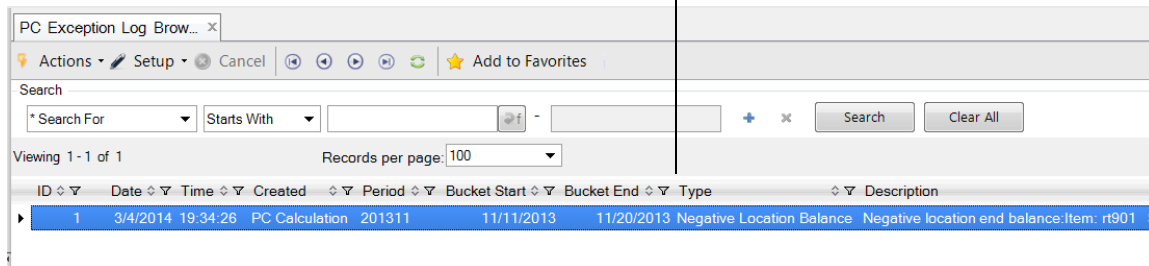 PC Exception Log Brow... x
Actions Setup Cancel Add to Favorites
Search
* Search For Starts With f - Search Clear All
Viewing 1 - 1 of 1 Records per page: 100
ID Date Time Created Period Bucket Start Bucket End Type Description
1 3/4/2014 19:34:26 PC Calculation 201311 11/11/2013 11/20/2013 Negative Location Balance Negative location end balance:Item: rt901